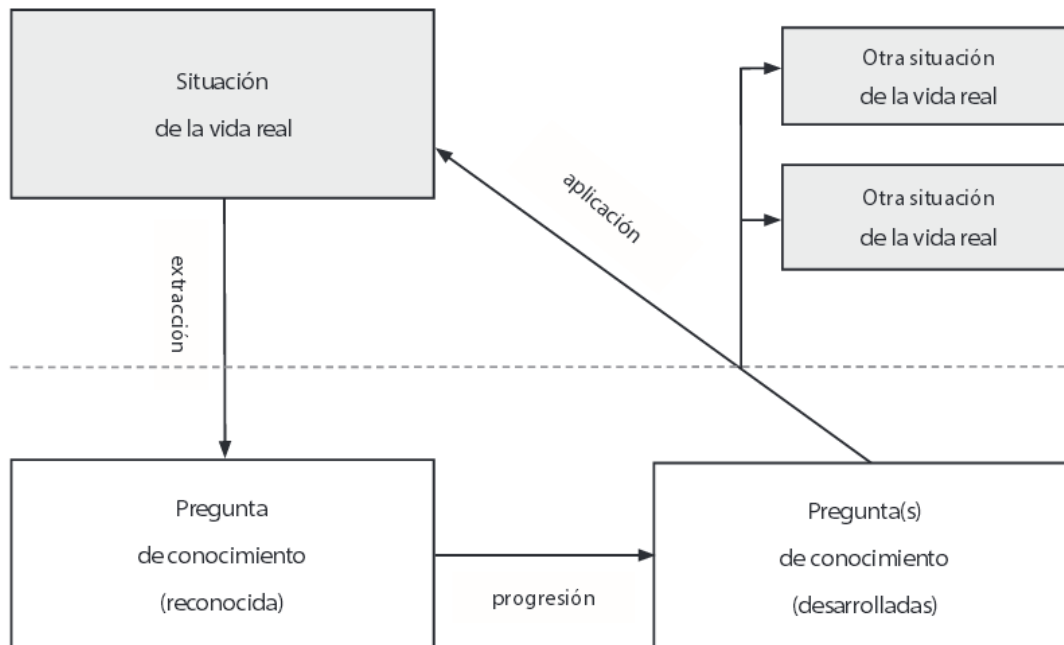 Situación
de la vida real
Otra situación
de la vida real
Otra situación
de la vida real
aplicación
extracción
Pregunta
de conocimiento
(reconocida)
progresión
Pregunta(s)
de conocimiento
(desarrolladas)